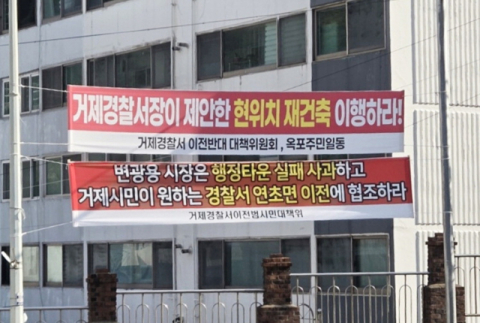 거제경찰서장이 제안한 현위치 재건축 이행하라!
거제경찰서 이전반대 대책위원회, 옥포주민일동
변광용 시장은 행정타운 실패 사과하고
거제시민이 원하는 경찰서 연초면 이전에 협조하라
거제경찰서이전범시민대책위